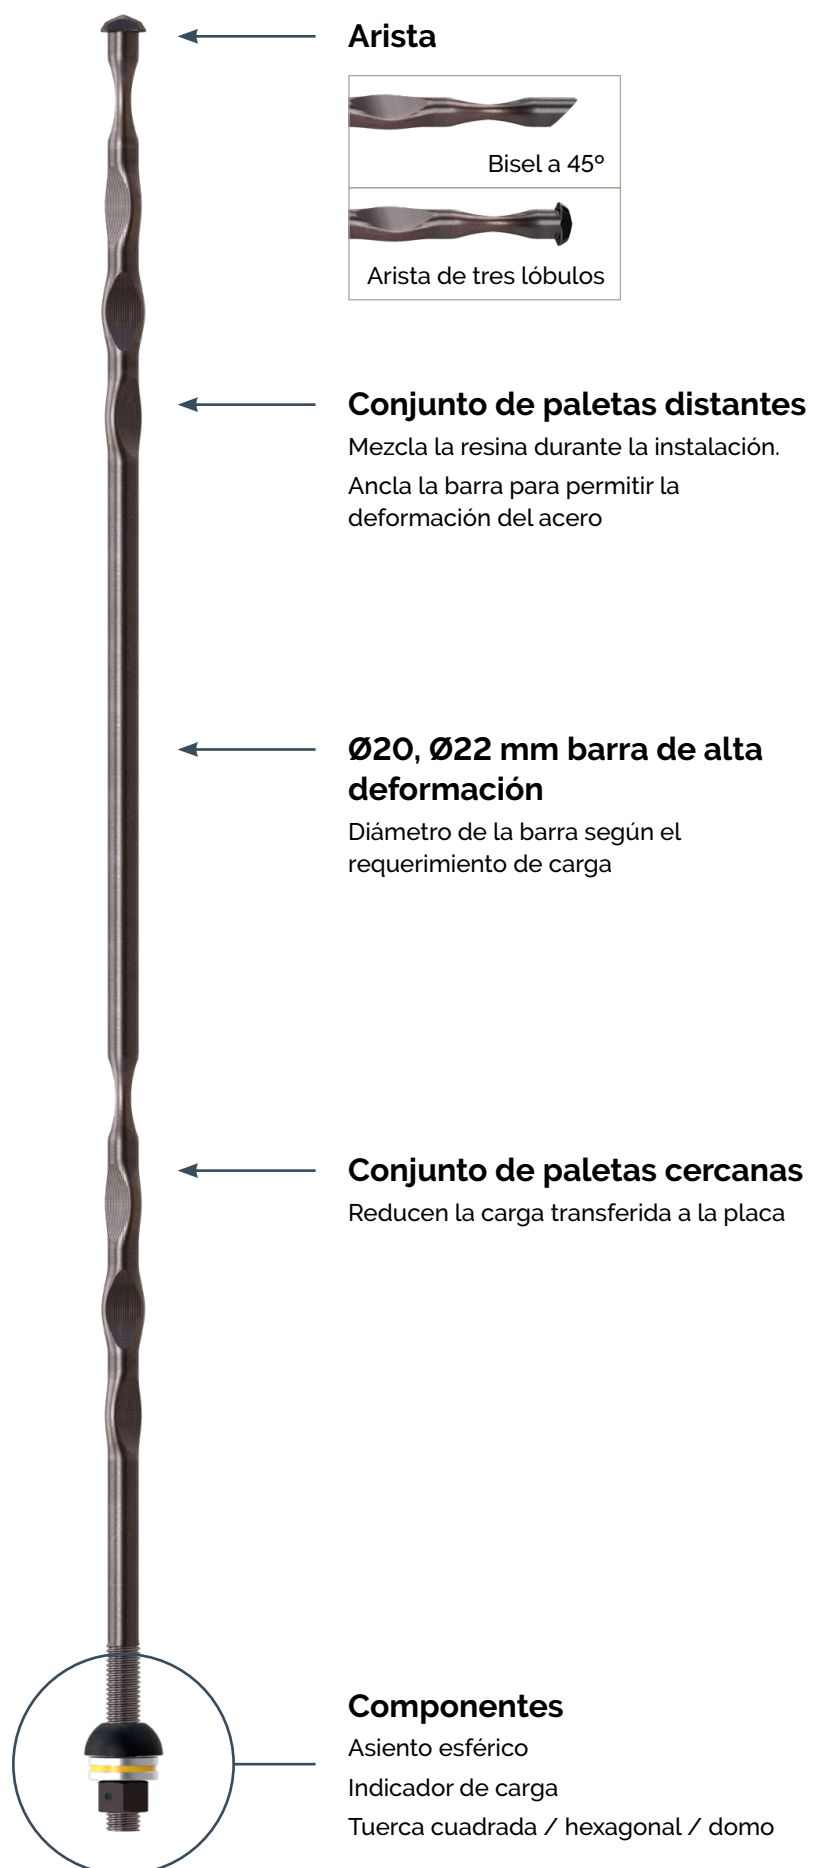 Arista
Bisel a 45º
Arista de tres lóbulos
Conjunto de paletas distantes
Mezcla la resina durante la instalación.
Ancla la barra para permitir la
deformación del acero
Ø20, Ø22 mm barra de alta
deformación
Diámetro de la barra según el
requerimiento de carga
Conjunto de paletas cercanas
Reducen la carga transferida a la placa
Componentes
Asiento esférico
Indicador de carga
Tuerca cuadrada / hexagonal / domo